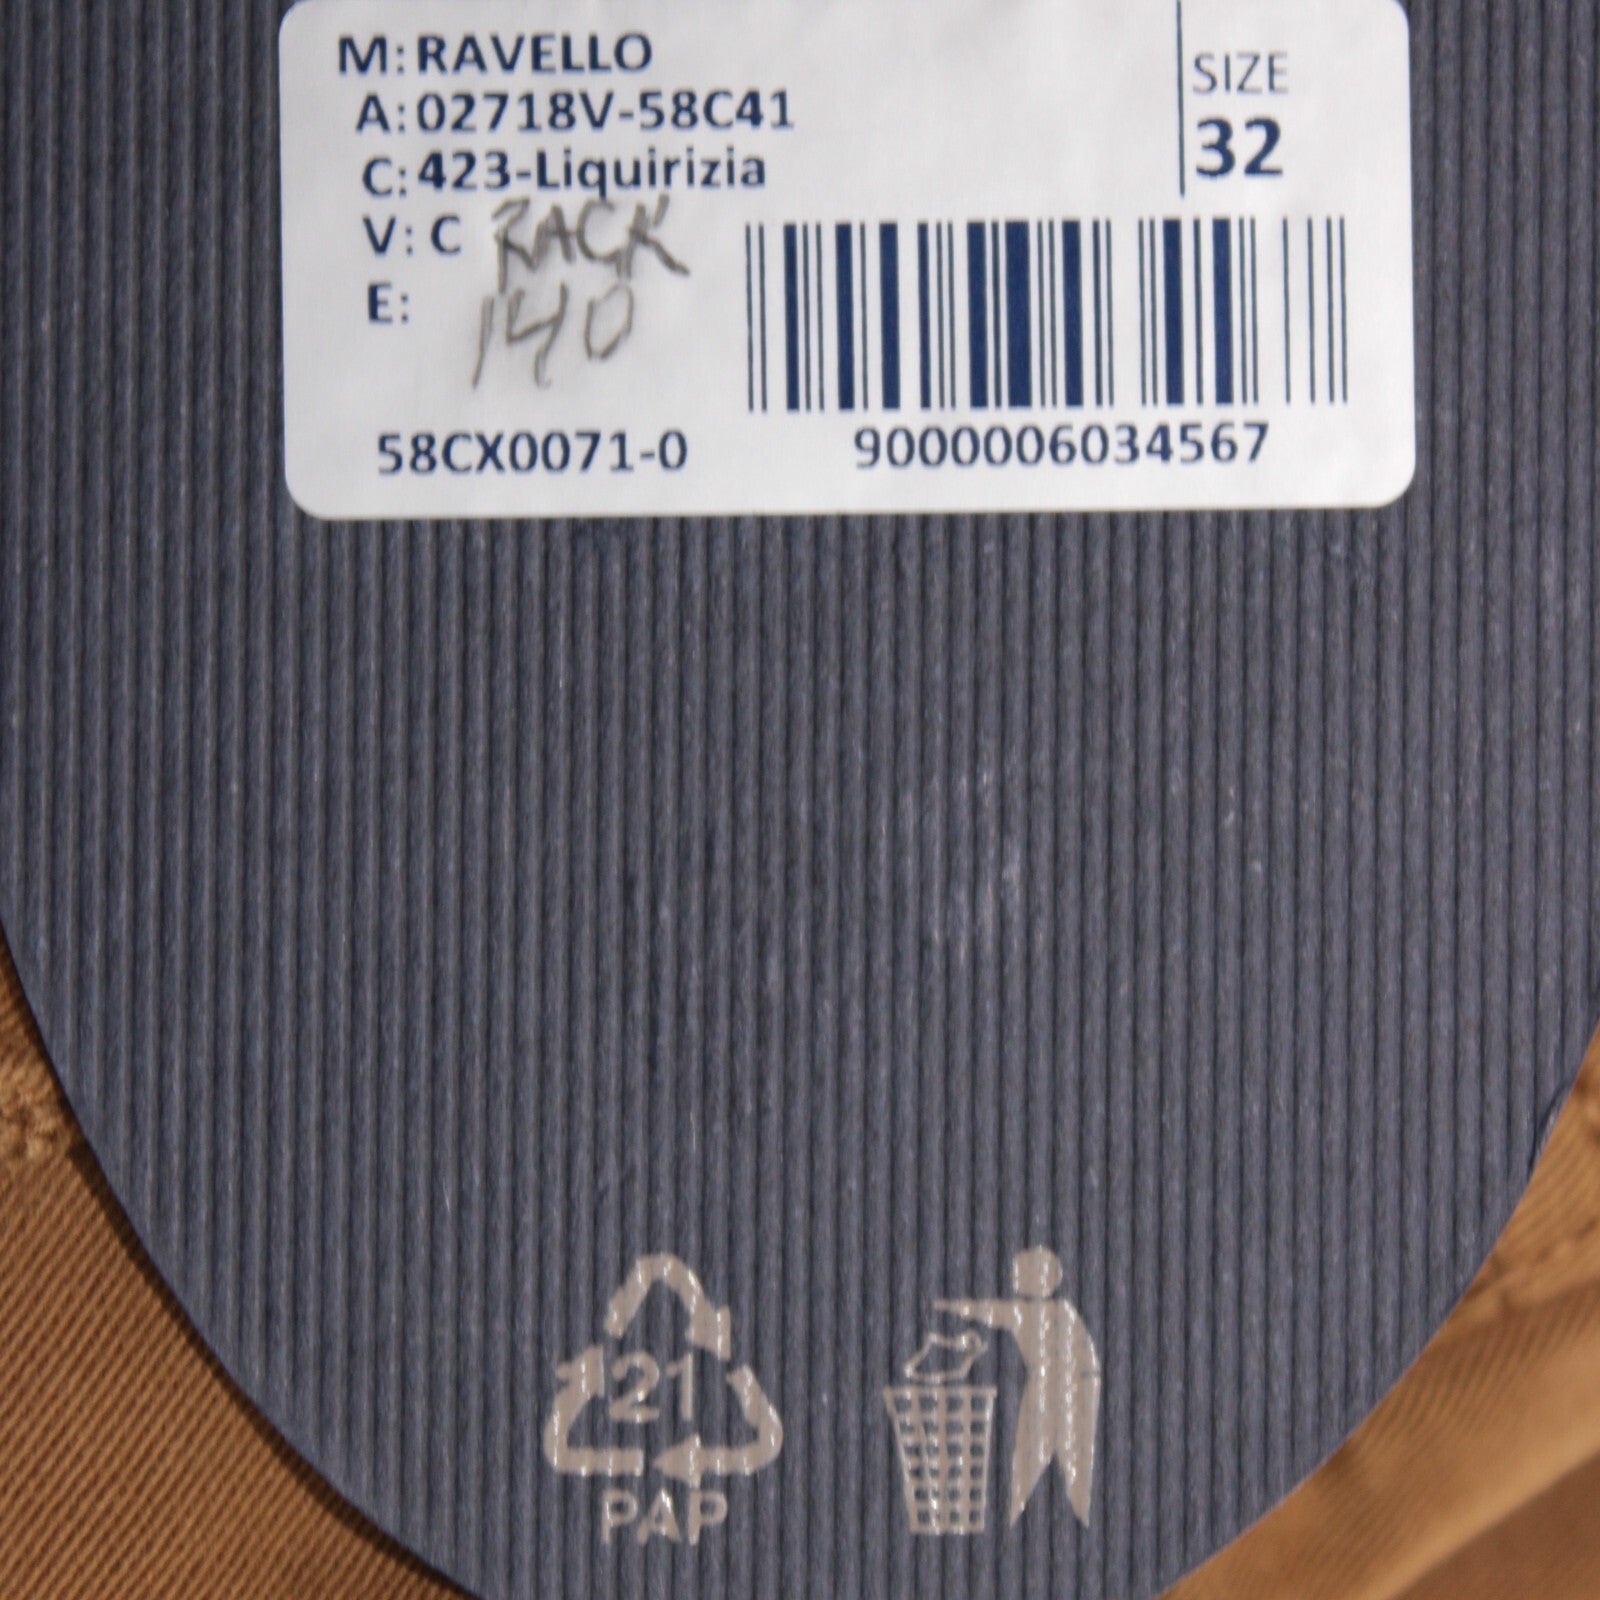 M: RAVELLO
A: 02718V-58C41
C: 423-Liquirizia
V: C RACK
E: 140
SIZE
32
58CX0071-0
9000006034567
21
PAP